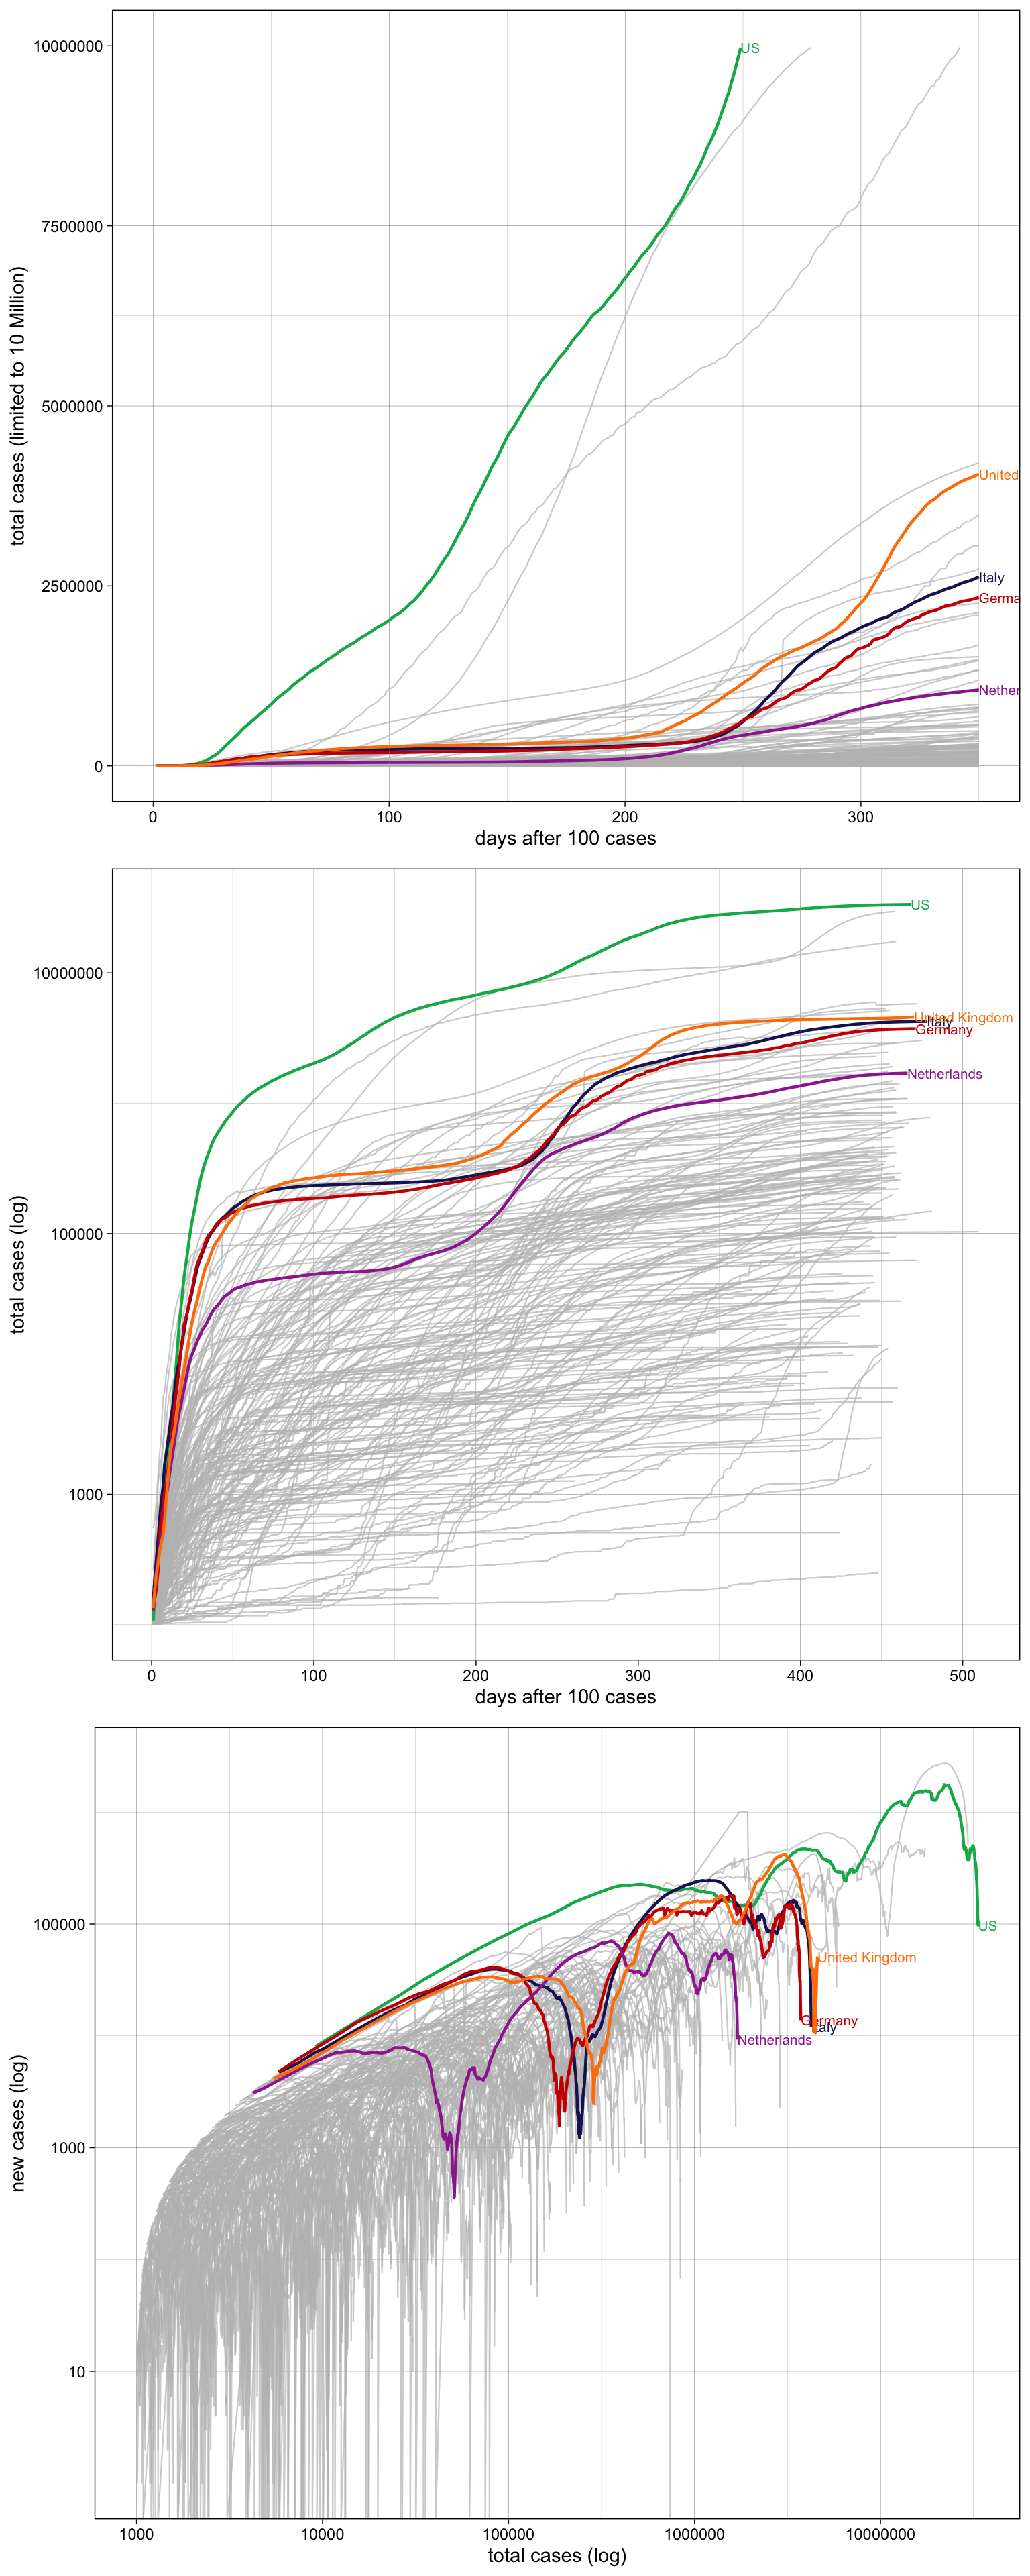 total cases (limited to 10 Million)
10000000
7500000
5000000
2500000
0
US
United
Italy
Germa
Nether
0 100 200 300
days after 100 cases
total cases (log)
10000000
100000
1000
US
United Kingdom
Italy
Germany
Netherlands
0 100 200 300 400 500
days after 100 cases
new cases (log)
100000
1000
10
US
United Kingdom
Germany
Italy
Netherlands
1000 10000 100000 1000000 10000000
total cases (log)